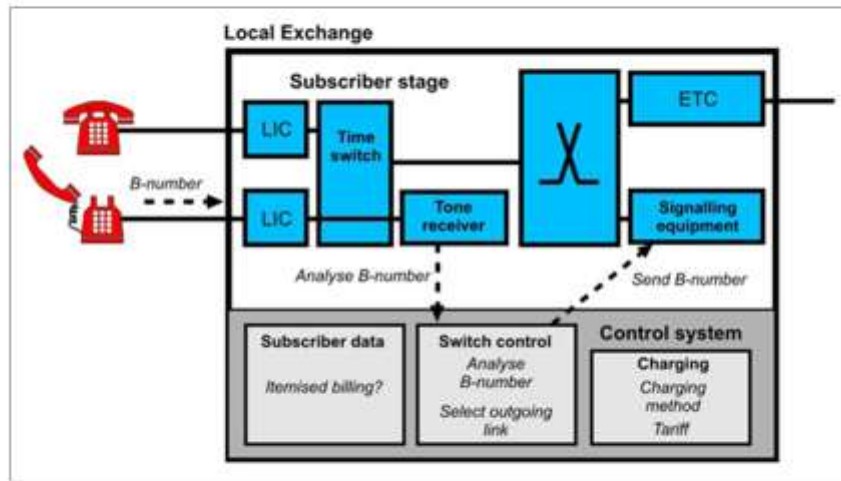 Local Exchange
Subscriber stage
LIC
Time
switch
ETC
B-number
LIC
Tone
receiver
Signalling
equipment
Analyse B-number
Send B-number
Control system
Subscriber data
Itemised billing?
Switch control
Analyse
B-number
Select outgoing
link
Charging
Charging
method
Tariff